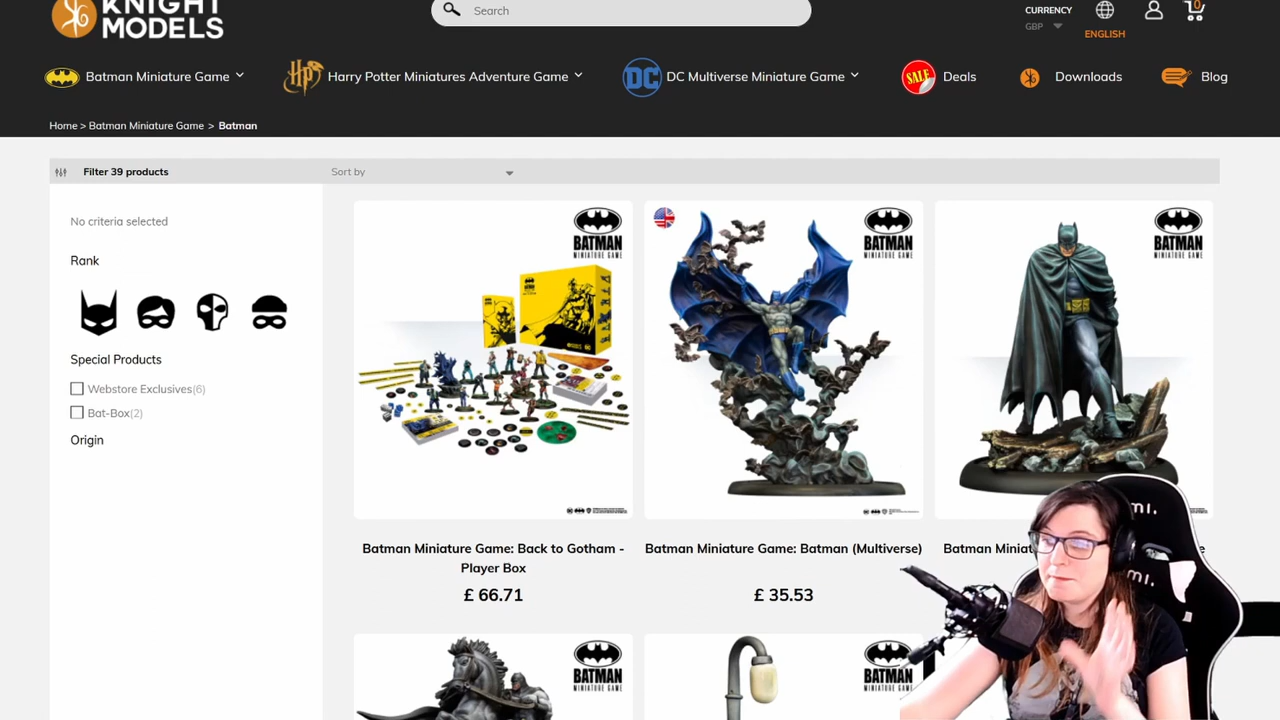 KNIGHT
MODELS
Search
CURRENCY
GBP
ENGLISH
0
Batman Miniature Game
HP
Harry Potter Miniatures Adventure Game
DC
DC Multiverse Miniature Game
SALE
Deals
Downloads
Blog
Home > Batman Miniature Game > Batman
Filter 39 products
Sort by
No criteria selected
Rank
Special Products
Webstore Exclusives(6)
Bat-Box(2)
Origin
BATMAN
MINIATURE GAME
BATMAN
MINIATURE GAME
BATMAN
MINIATURE GAME
Batman Miniature Game: Back to Gotham -
Player Box
£ 66.71
Batman Miniature Game: Batman (Multiverse)
£ 35.53
Batman
BATMAN
MINIATURE GAME
BATMAN
MINIATURE GAME